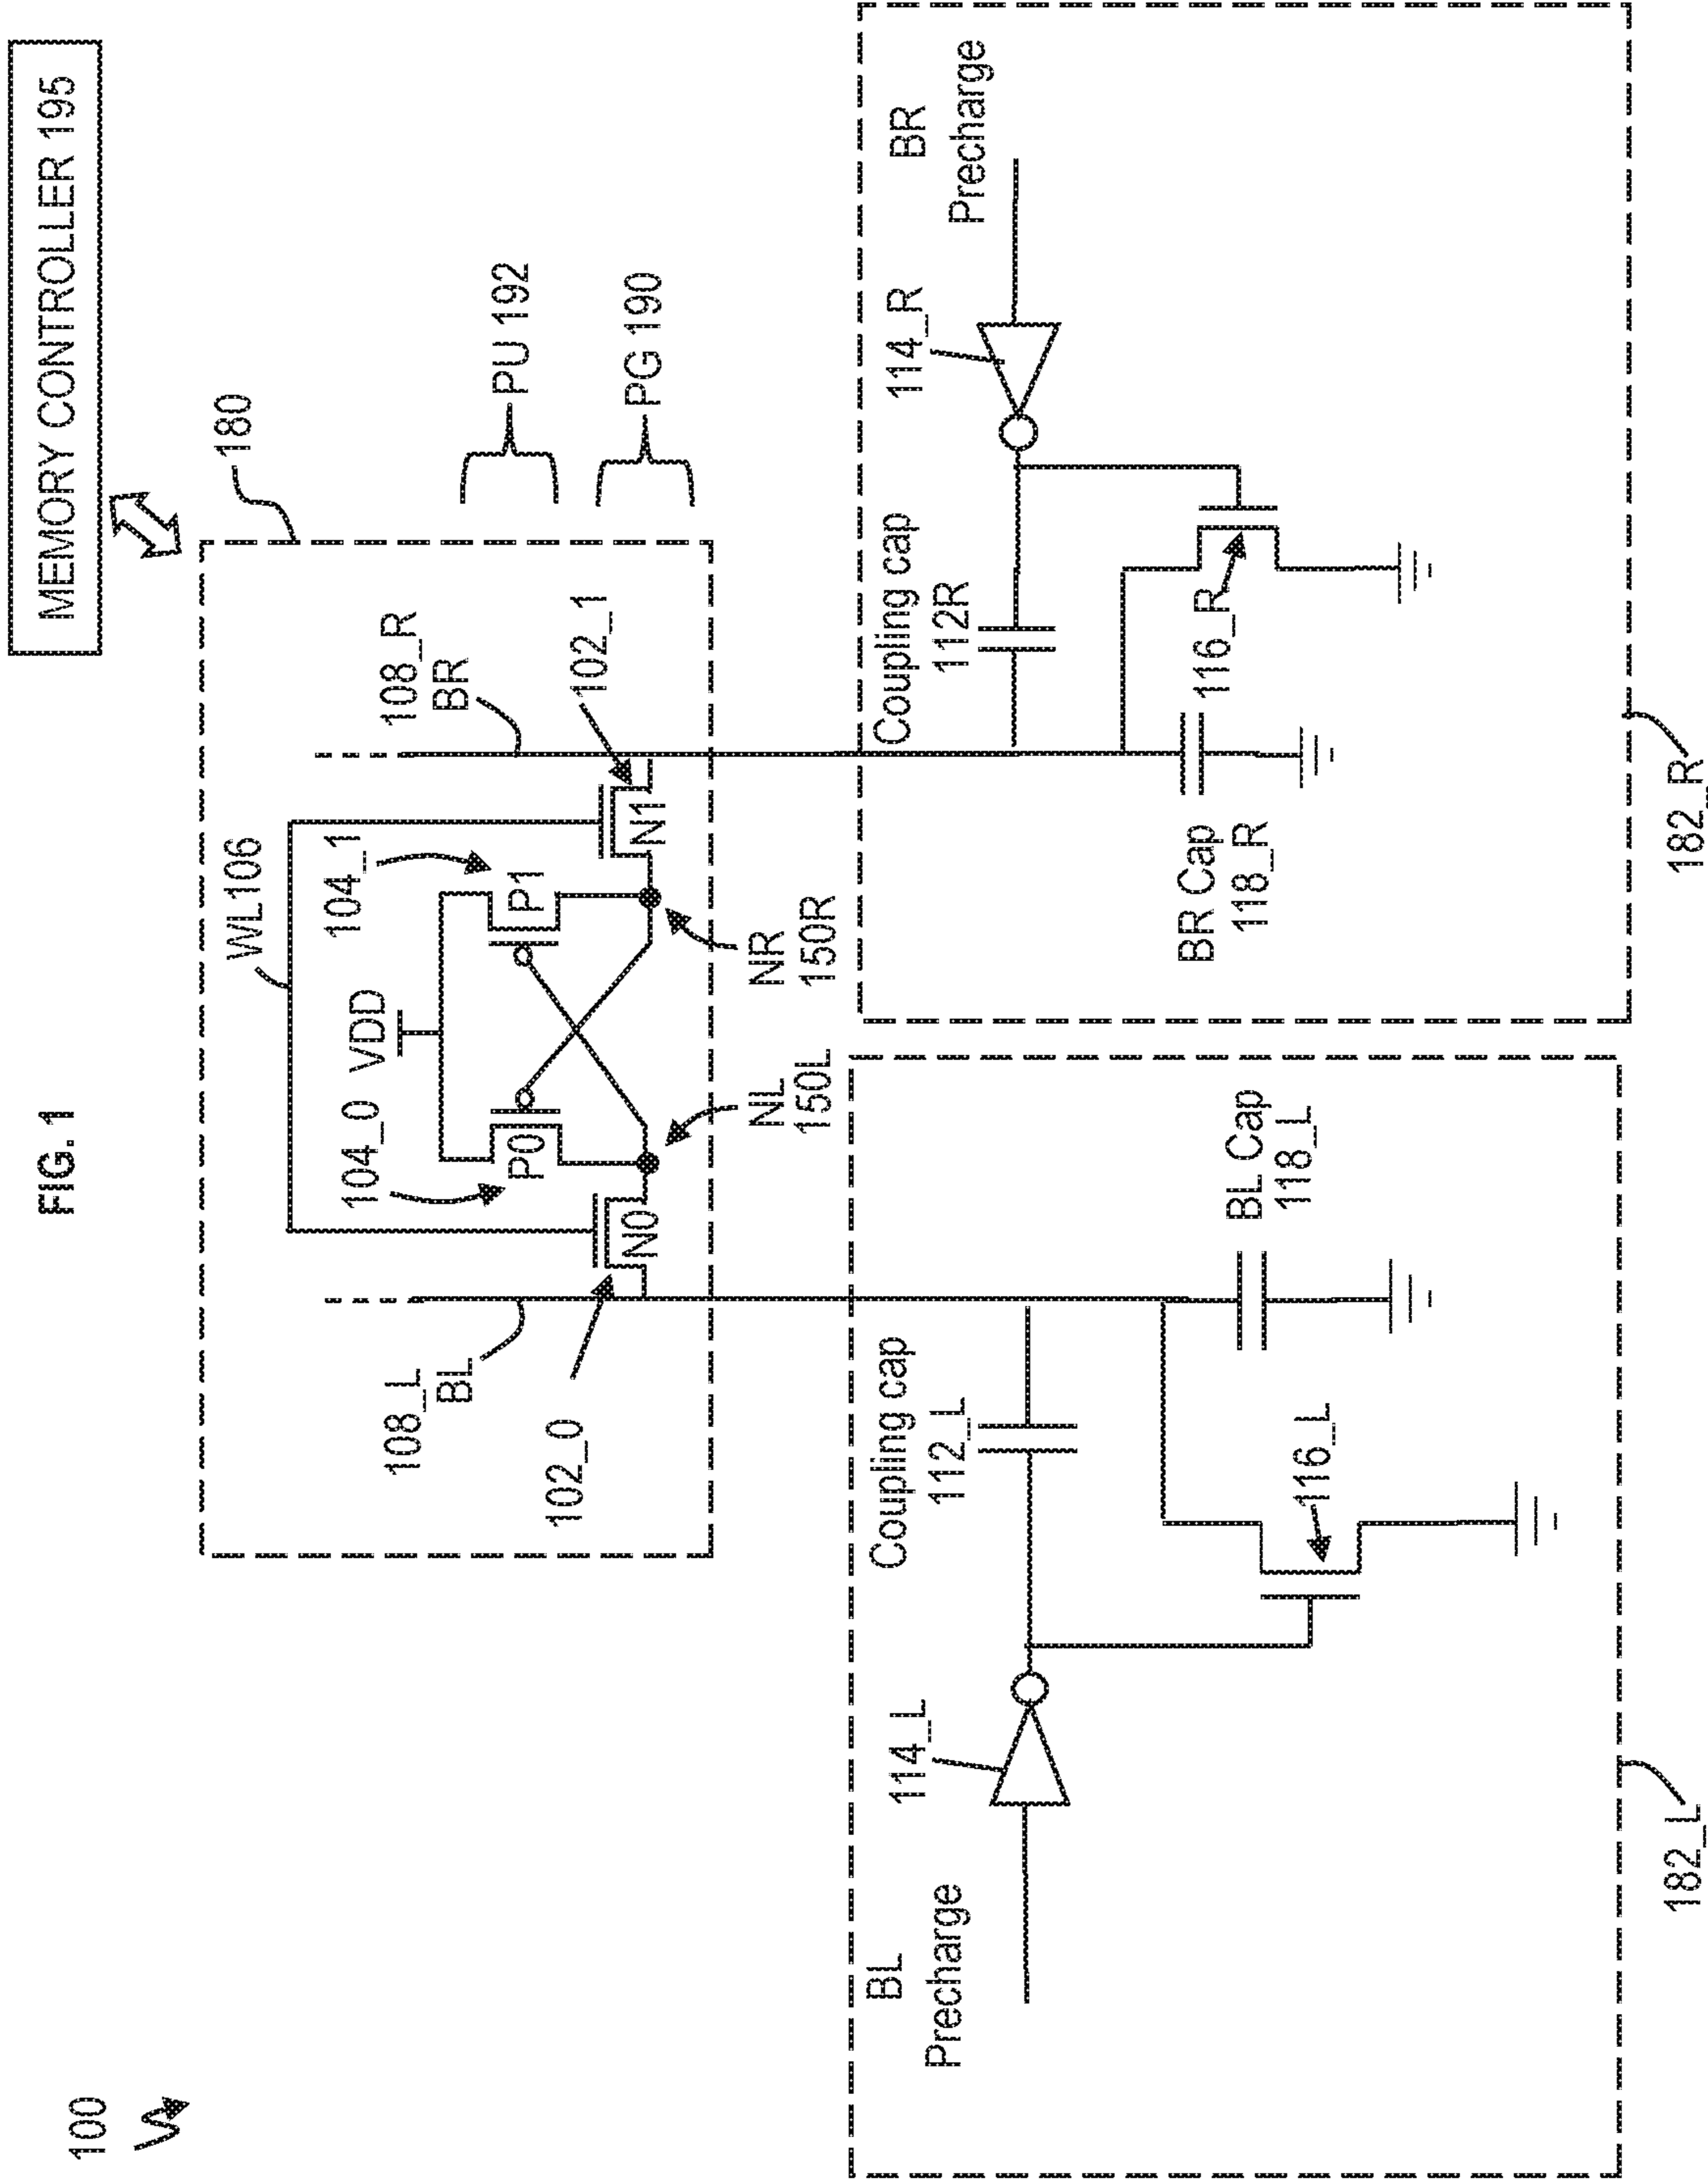 FIG. 1
MEMORY CONTROLLER 195
100
180
WL106
104_0
VDD
104_1
108_L
BL
108_R
BR
102_0
N0
P0
P1
N1
102_1
PU 192
PG 190
NL
150L
NR
150R
BL
Precharge
114_L
Coupling cap
112_L
116_L
BL Cap
118_L
182_L
Coupling cap
112R
114_R
BR
Precharge
116_R
BR Cap
118_R
182_R